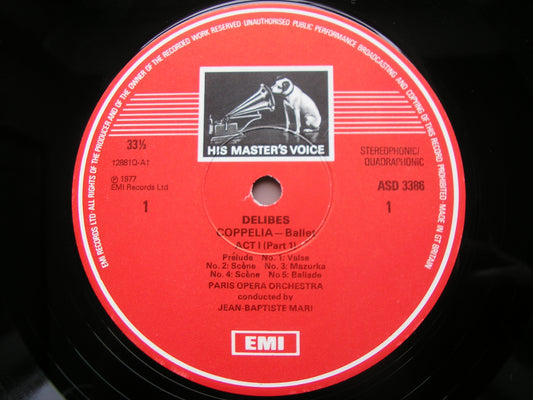 EMI RECORDS LTD ALL RIGHTS OF THE PRODUCER AND OF THE OWNER OF THE RECORDED WORK RESERVED · UNAUTHORISED PUBLIC PERFORMANCE BROADCASTING AND COPYING OF THIS RECORD PROHIBITED · MADE IN GT BRITAIN
HIS MASTER'S VOICE
33⅓
STEREOPHONIC/
QUADRAPHONIC
ASD 3386
℗ 1977
EMI Records Ltd
1
1
DELIBES
COPPELIA – Ballet
ACT I (Part 1)
Prélude No. 1: Valse
No. 2: Scène No. 3: Mazurka
No. 4: Scène No 5: Ballade
PARIS OPERA ORCHESTRA
conducted by
JEAN-BAPTISTE MARI
EMI